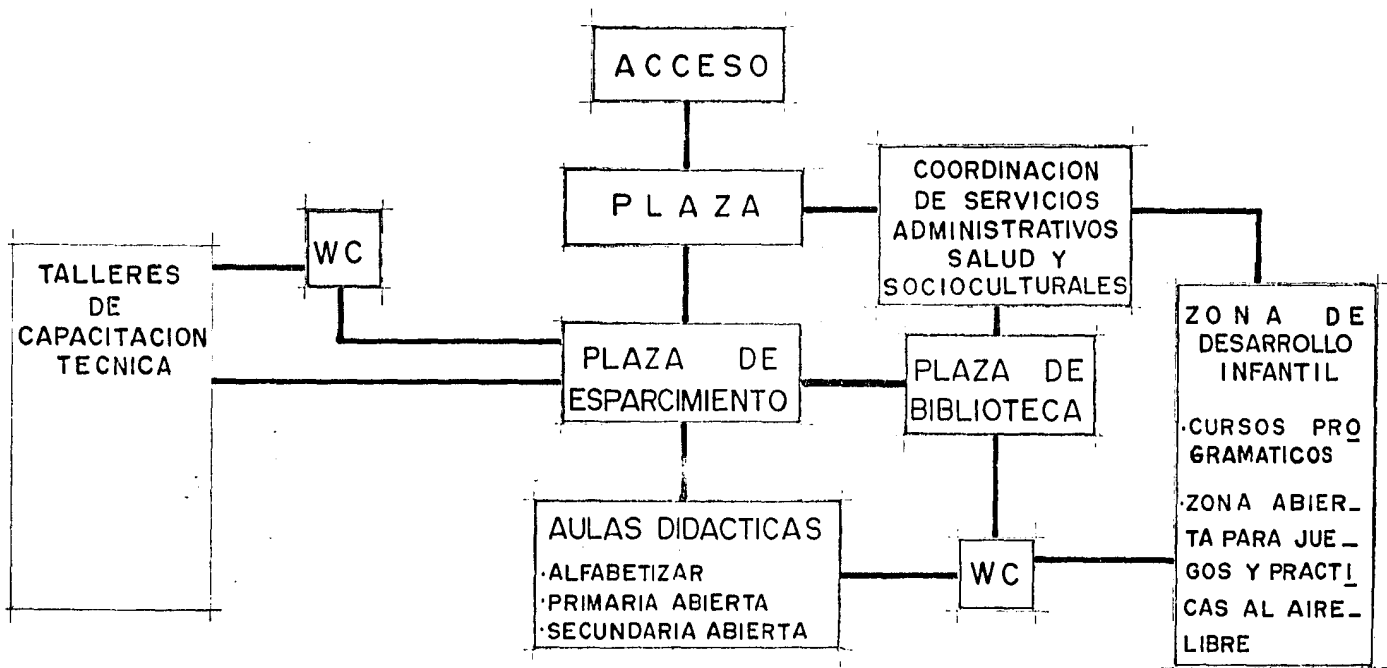 ACCESO
PLAZA
COORDINACION
DE SERVICIOS
ADMINISTRATIVOS
SALUD Y
SOCIOCULTURALES
WC
TALLERES
DE
CAPACITACION
TECNICA
PLAZA DE
ESPARCIMIENTO
PLAZA DE
BIBLIOTECA
ZONA DE
DESARROLLO
INFANTIL
·CURSOS PRO
GRAMATICOS
·ZONA ABIER_
TA PARA JUE_
GOS Y PRACTI
CAS AL AIRE_
LIBRE
AULAS DIDACTICAS
·ALFABETIZAR
·PRIMARIA ABIERTA
·SECUNDARIA ABIERTA
WC